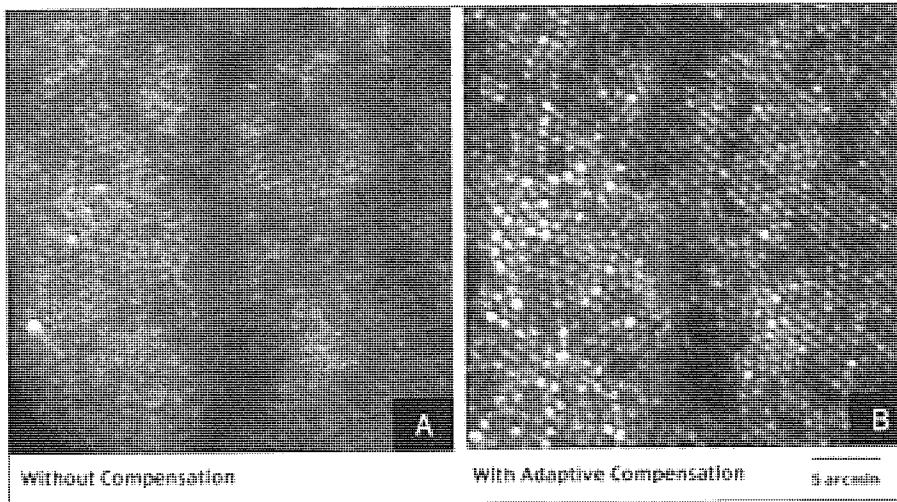 A
B
Without Compensation
With Adaptive Compensation
5 arcmin